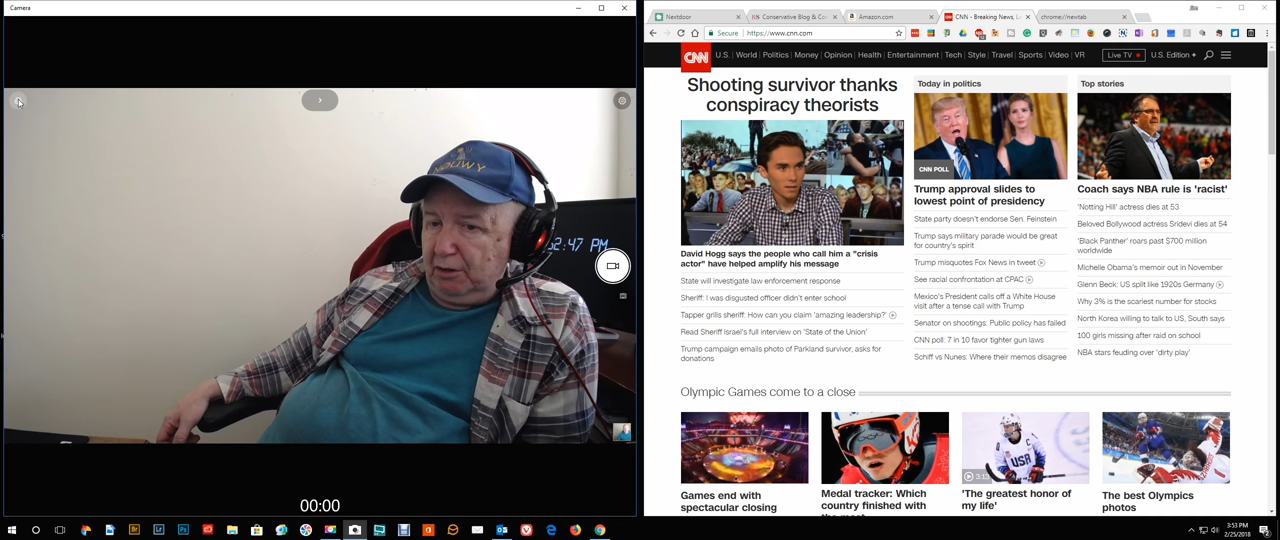 Camera
NOUWY
52:47 PM
00:00
Nextdoor
Conservative Blog & Co
Amazon.com
CNN - Breaking News, L
chrome://newtab
Secure
https://www.cnn.com
CNN
U.S.
World
Politics
Money
Opinion
Health
Entertainment
Tech
Style
Travel
Sports
Video
VR
Live TV
U.S. Edition
Shooting survivor thanks
conspiracy theorists
David Hogg says the people who call him a "crisis
actor" have helped amplify his message
State will investigate law enforcement response
Sheriff: I was disgusted officer didn't enter school
Tapper grills sheriff: How can you claim 'amazing leadership?'
Read Sheriff Israel's full interview on 'State of the Union'
Trump campaign emails photo of Parkland survivor, asks for
donations
Today in politics
CNN POLL
Trump approval slides to
lowest point of presidency
State party doesn't endorse Sen. Feinstein
Trump says military parade would be great
for country's spirit
Trump misquotes Fox News in tweet
See racial confrontation at CPAC
Mexico's President calls off a White House
visit after a tense call with Trump
Senator on shootings: Public policy has failed
CNN poll: 7 in 10 favor tighter gun laws
Schiff vs Nunes: Where their memos disagree
Top stories
Coach says NBA rule is 'racist'
'Notting Hill' actress dies at 53
Beloved Bollywood actress Sridevi dies at 54
'Black Panther' roars past $700 million
worldwide
Michelle Obama's memoir out in November
Glenn Beck: US split like 1920s Germany
Why 3% is the scariest number for stocks
North Korea willing to talk to US, South says
100 girls missing after raid on school
NBA stars feuding over 'dirty play'
Olympic Games come to a close
USA
3:13
Games end with
spectacular closing
Medal tracker: Which
country finished with
'The greatest honor of
my life'
The best Olympics
photos
Br
Lr
Ps
3:53 PM
2/25/2018